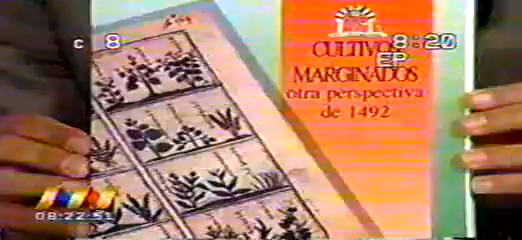 c 8
8:20
EP
CULTIVOS
MARGINADOS
otra perspectiva
de 1492
08:22:51